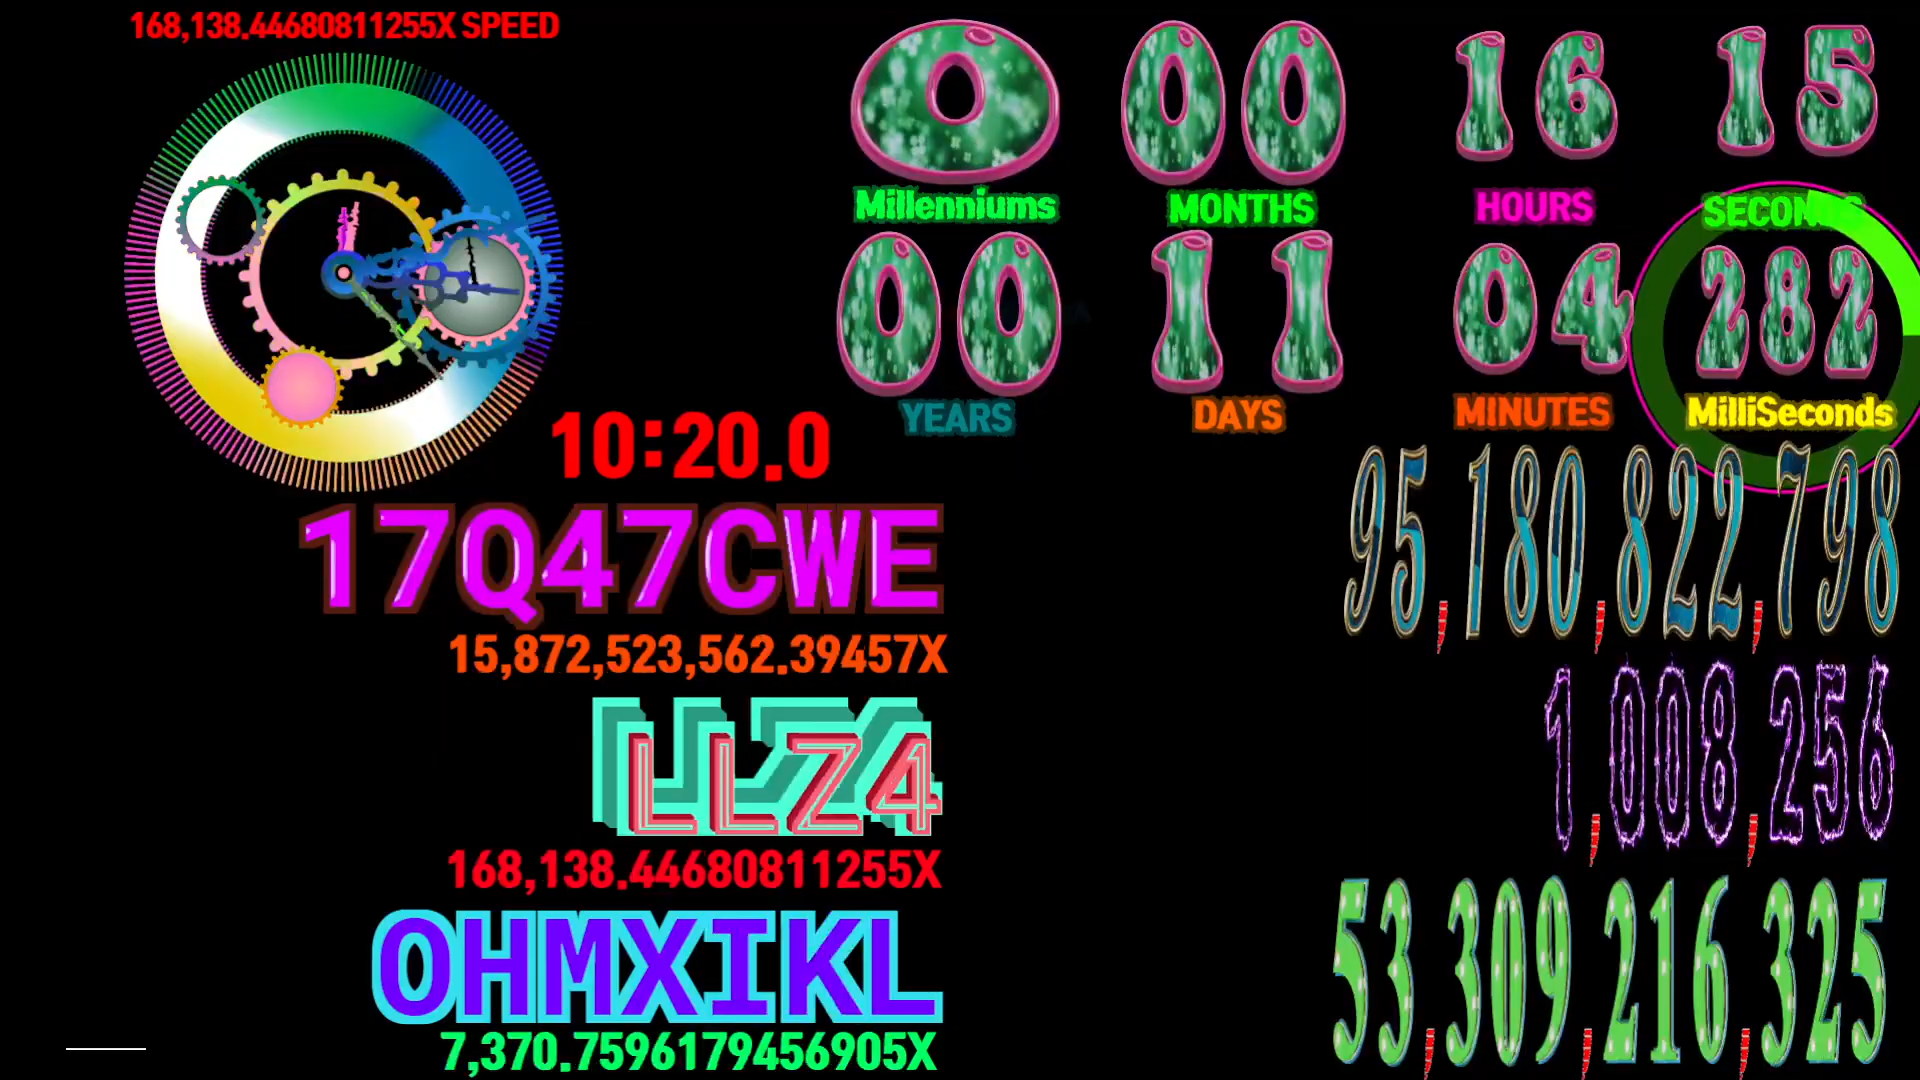 168,138.44680811255X SPEED
0 00 16 15
Millenniums MONTHS HOURS SECONDS
00 11 04 282
YEARS DAYS MINUTES MilliSeconds
10:20.0
95,180,822,798
17Q47CWE
15,872,523,562.39457X
1,008,256
LLZ4
168,138.44680811255X
53,309,216,325
OHMXIKL
7,370.7596179456905X